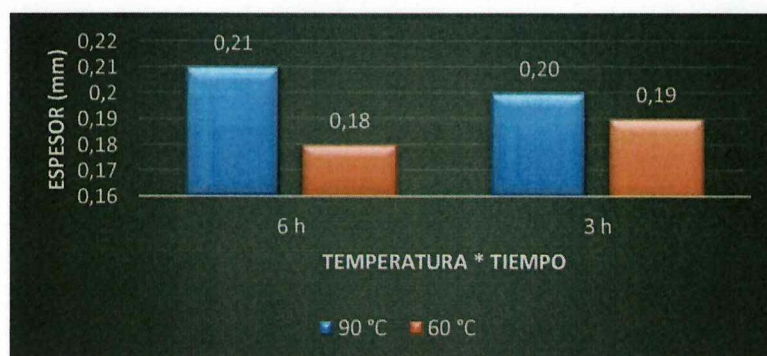 ESPESOR (mm)
0,22
0,21
0,2
0,19
0,18
0,17
0,16
0,21
0,18
0,20
0,19
6 h
3 h
TEMPERATURA * TIEMPO
90 °C
60 °C